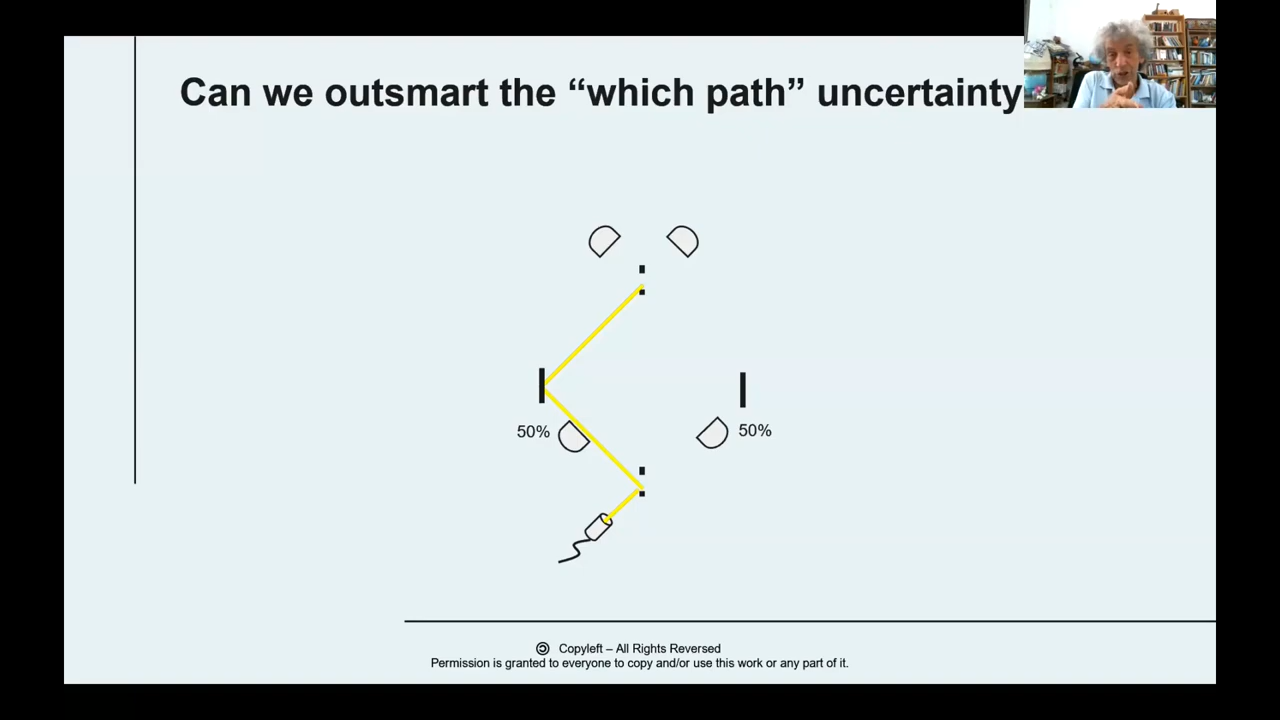 Can we outsmart the “which path” uncertainty
50%
50%
🄯 Copyleft – All Rights Reversed
Permission is granted to everyone to copy and/or use this work or any part of it.